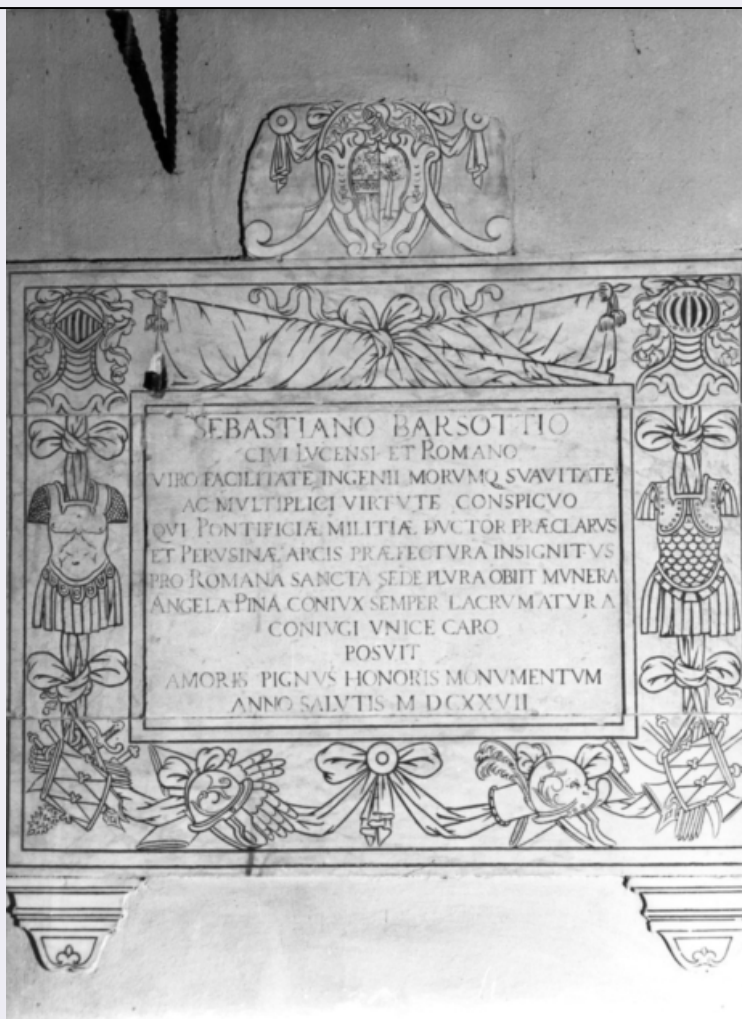 SEBASTIANO BARSOTTIO
CIVI LVCENSI ET ROMANO
VIRO FACILITATE INGENII MORVMQ SVAVITATE
AC MVLTIPLICI VIRTVTE CONSPICVO
QVI PONTIFICIÆ MILITIÆ DVCTOR PRÆCLARVS
ET PERVSINÆ ARCIS PRÆFECTVRA INSIGNITVS
PRO ROMANA SANCTA SEDE PLVRA OBIIT MVNERA
ANGELA PINA CONIVX SEMPER LACRVMATVRA
CONIVGI VNICE CARO
POSVIT
AMORIS PIGNVS HONORIS MONVMENTVM
ANNO SALVTIS M DCXXVII